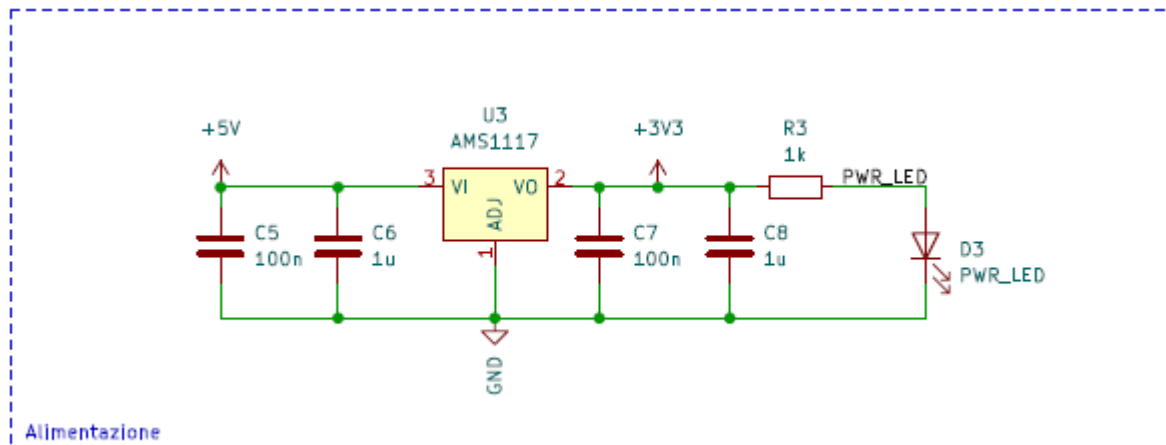 +5V
U3
AMS1117
+3V3
R3
1k
PWR_LED
3
VI
VO
2
ADJ
1
C5
100n
C6
1u
C7
100n
C8
1u
D3
PWR_LED
GND
Alimentazione